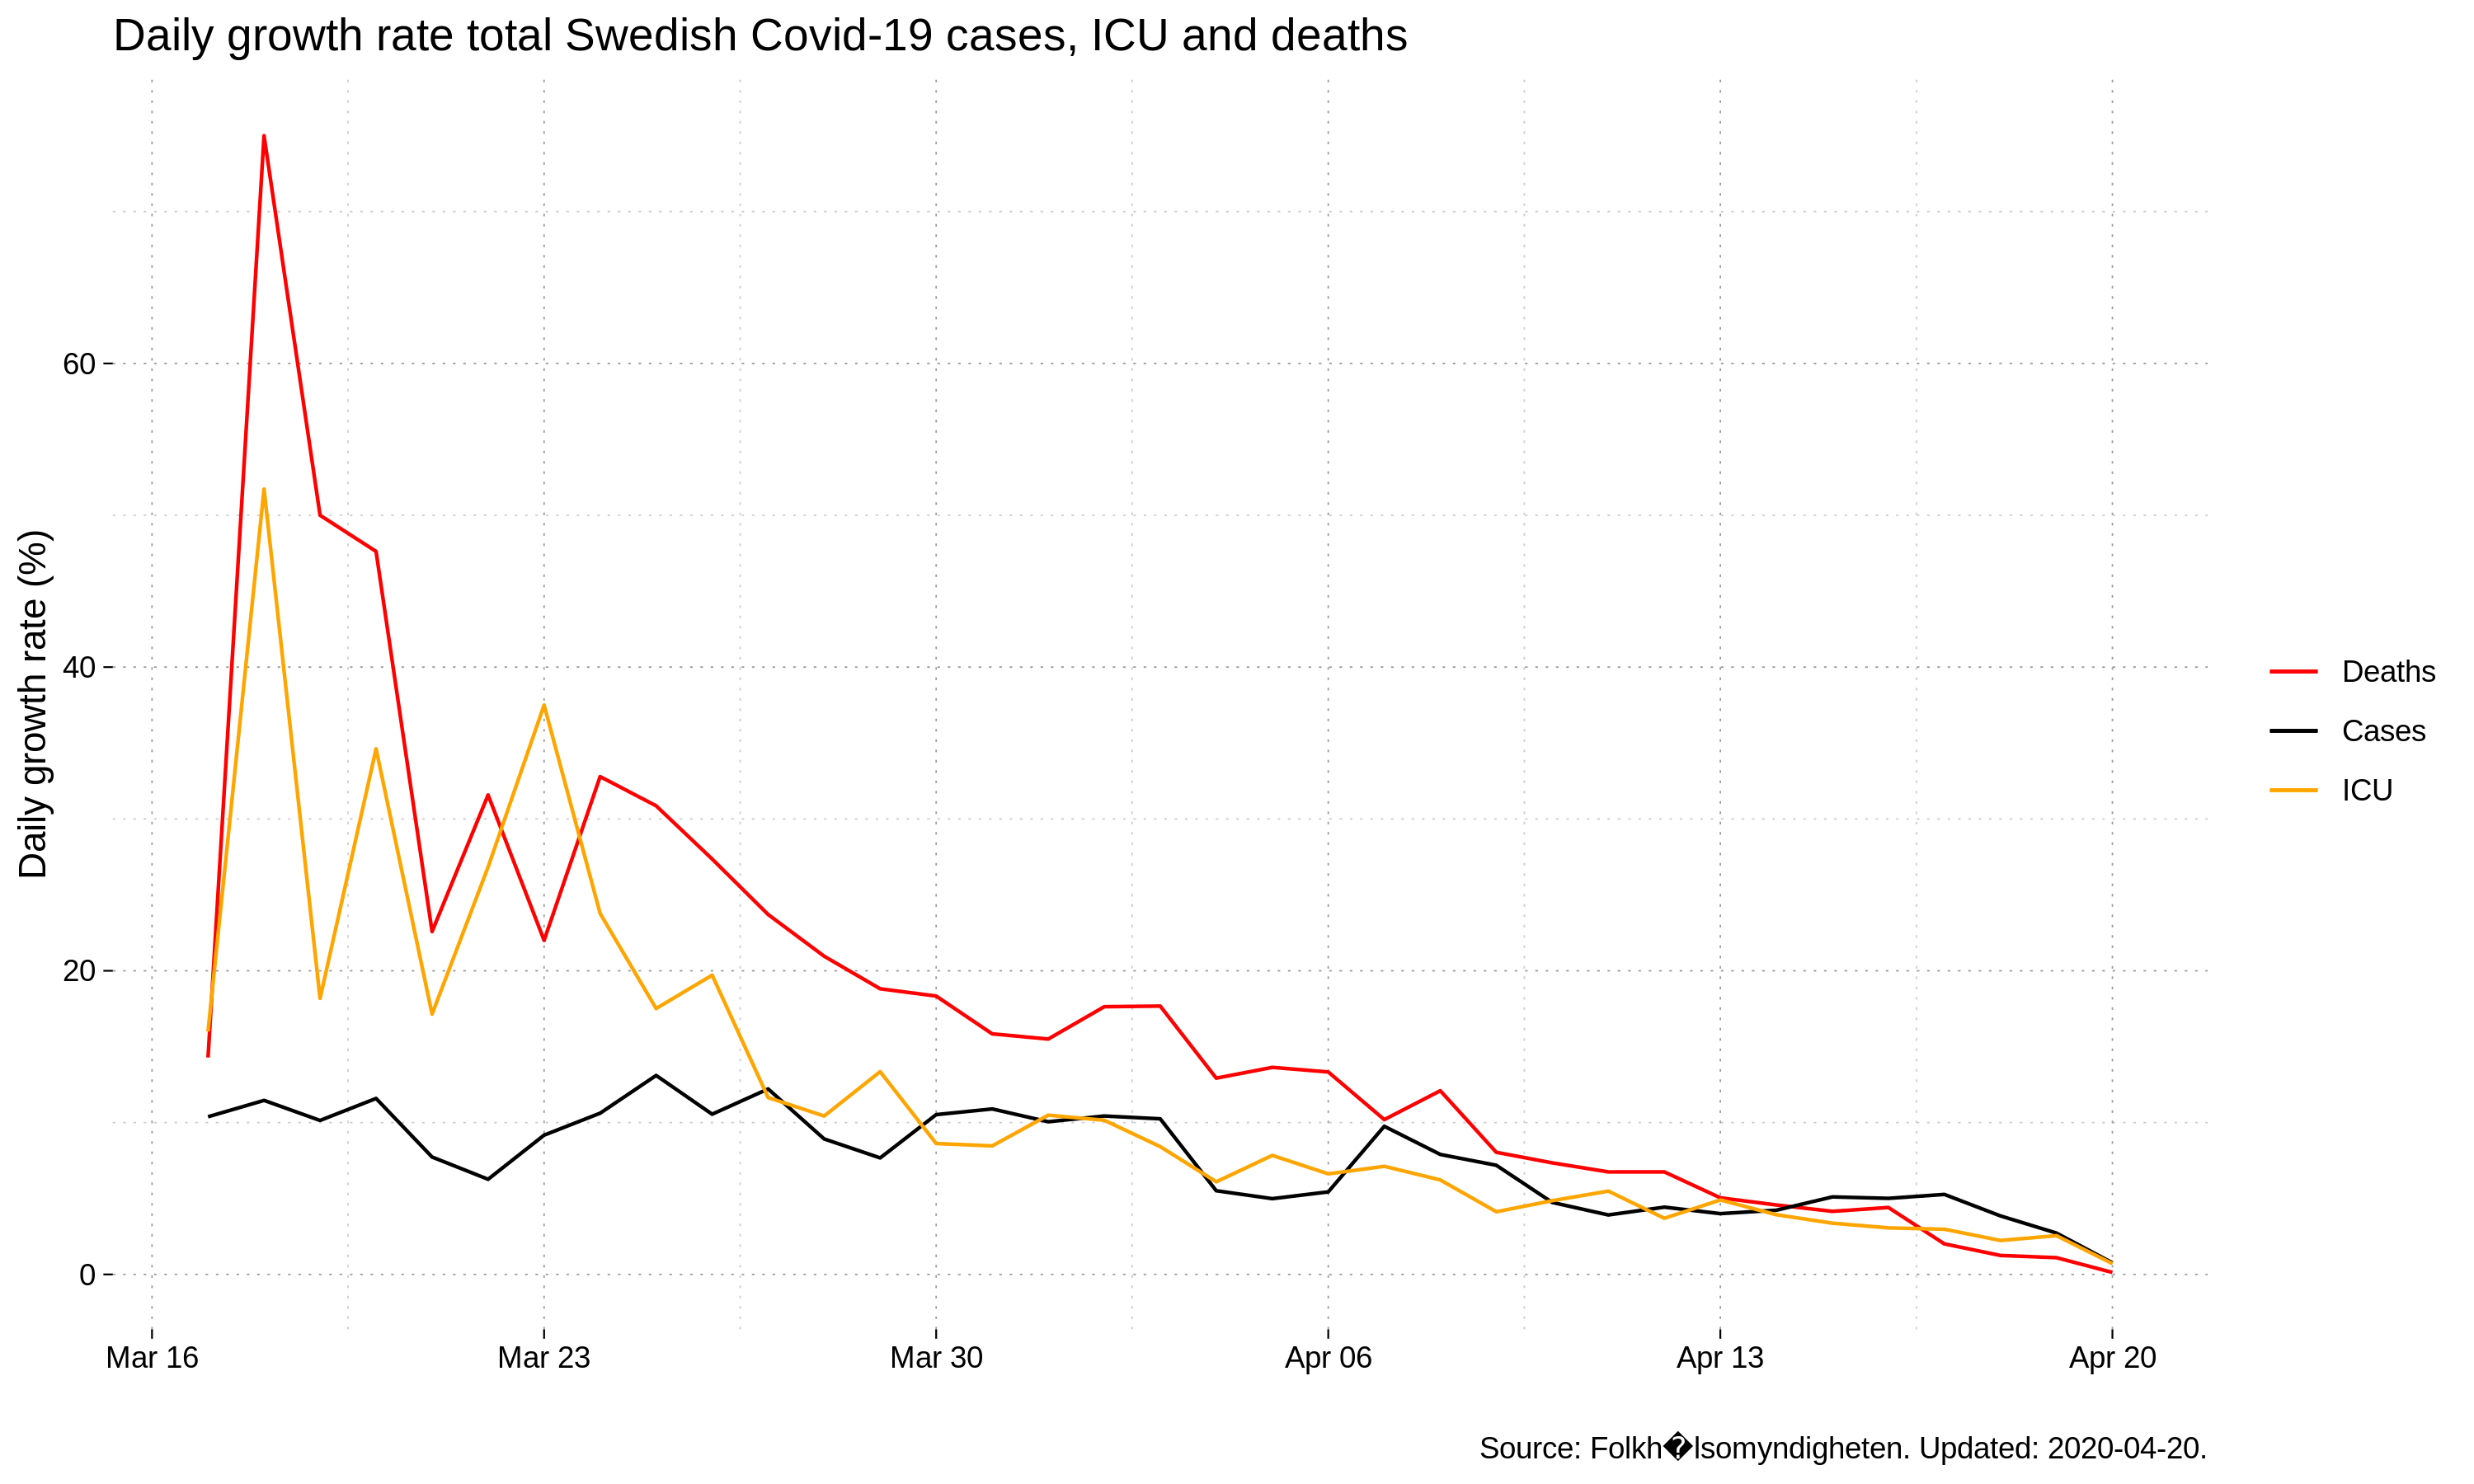 Daily growth rate total Swedish Covid-19 cases, ICU and deaths
Daily growth rate (%)
60
40
20
0
Mar 16
Mar 23
Mar 30
Apr 06
Apr 13
Apr 20
Deaths
Cases
ICU
Source: Folkh�lsomyndigheten. Updated: 2020-04-20.